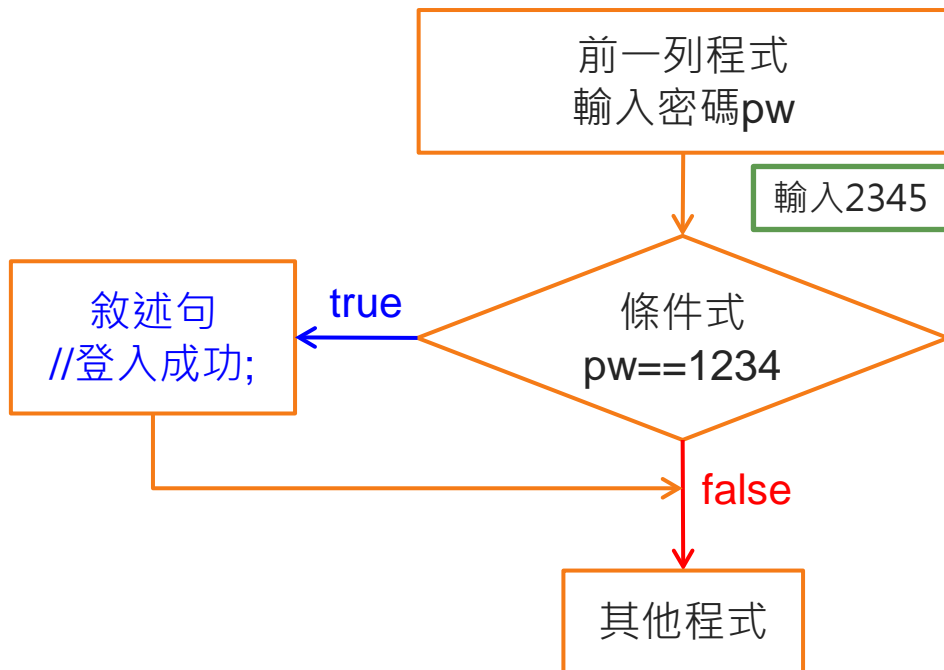 前一列程式
輸入密碼pw
輸入2345
敘述句
//登入成功;
true
條件式
pw==1234
false
其他程式